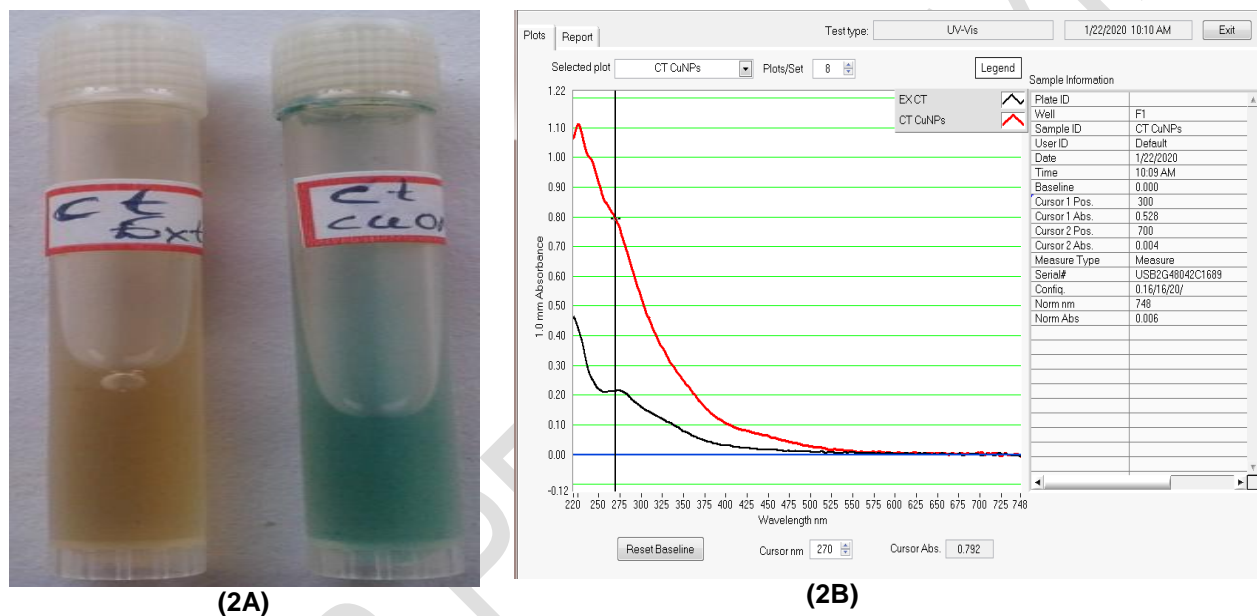 Ct
Ext
Ct
(2A)
Plots
Report
Test type:
UV-Vis
1/22/2020 10:10 AM
Exit
Selected plot
CT CuNPs
Plots/Set
8
Legend
EX CT
CT CuNPs
1.22
1.10
1.00
0.90
0.80
0.70
0.60
0.50
0.40
0.30
0.20
0.10
0.00
-0.12
1.0 mm Absorbance
220 250 275 300 325 350 375 400 425 450 475 500 525 550 575 600 625 650 675 700 725 748
Wavelength nm
Reset Baseline
Cursor nm
270
Cursor Abs.
0.792
Sample Information
Plate ID
Well F1
Sample ID CT CuNPs
User ID Default
Date 1/22/2020
Time 10:09 AM
Baseline 0.000
Cursor 1 Pos. 300
Cursor 1 Abs. 0.528
Cursor 2 Pos. 700
Cursor 2 Abs. 0.004
Measure Type Measure
Serial# USB2G48042C1689
Config. 0.16/16/20/
Norm nm 748
Norm Abs 0.006
(2B)